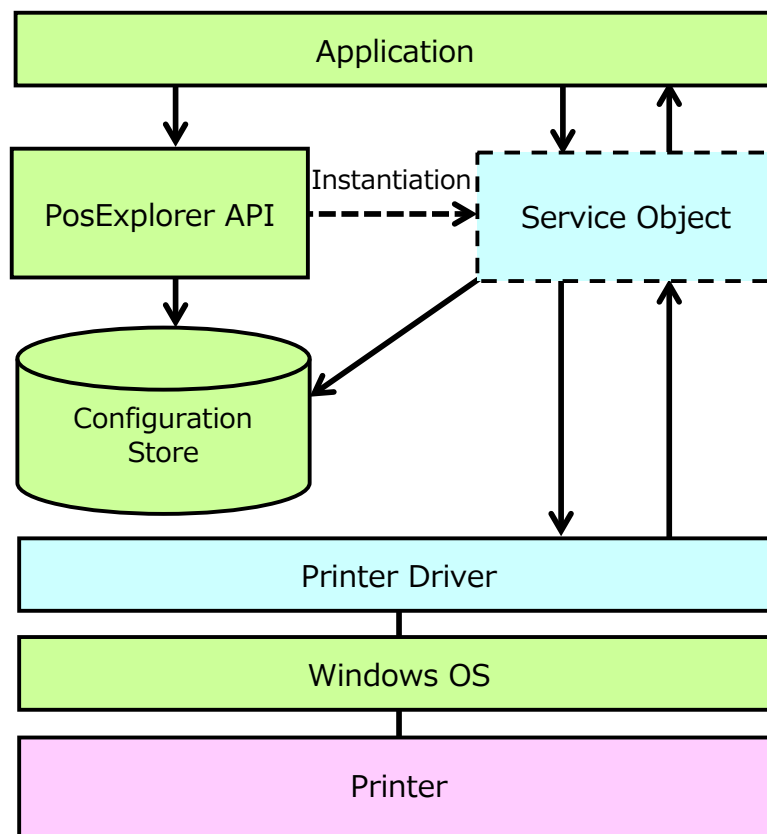 Application
Instantiation
PosExplorer API
Service Object
Configuration
Store
Printer Driver
Windows OS
Printer